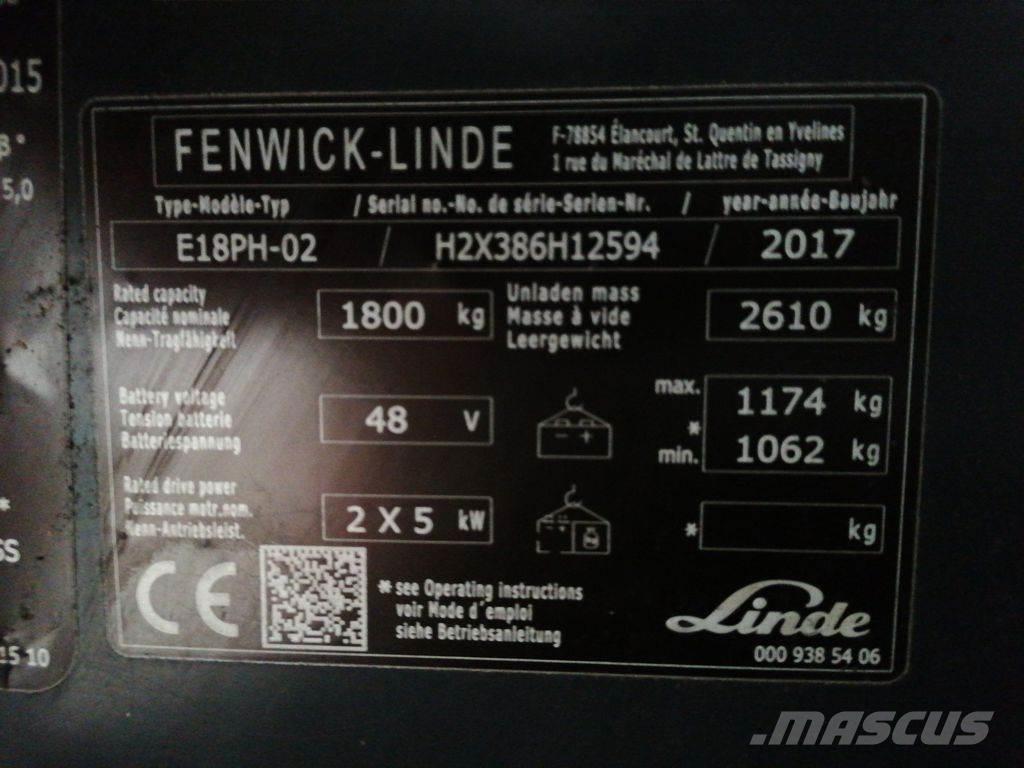 015
5,0
SS
15 10
FENWICK-LINDE
F-78854 Élancourt, St. Quentin en Yvelines
1 rue du Maréchal de Lattre de Tassigny
Type-Modèle-Typ / Serial no.-No. de série-Serien-Nr. / year-année-Baujahr
E18PH-02 / H2X386H12594 / 2017
Rated capacity
Capacité nominale
Nenn-Tragfähigkeit
1800 kg
Unladen mass
Masse à vide
Leergewicht
2610 kg
Battery voltage
Tension batterie
Batteriespannung
48 V
- +
max. 1174 kg
*
min. 1062 kg
Rated drive power
Puissance motr.nom.
Nenn-Antriebsleist.
2 X 5 kW
* kg
CE
* see Operating instructions
voir Mode d'emploi
siehe Betriebsanleitung
Linde
000 938 54 06
.MASCUS